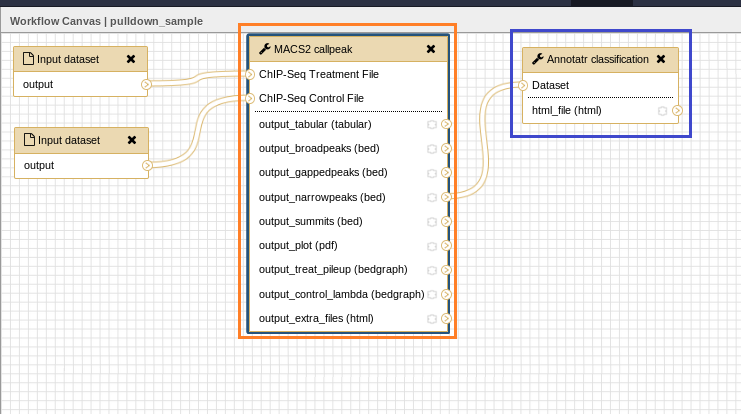 Workflow Canvas | pulldown_sample
Input dataset
output
Input dataset
output
MACS2 callpeak
ChIP-Seq Treatment File
ChIP-Seq Control File
output_tabular (tabular)
output_broadpeaks (bed)
output_gappedpeaks (bed)
output_narrowpeaks (bed)
output_summits (bed)
output_plot (pdf)
output_treat_pileup (bedgraph)
output_control_lambda (bedgraph)
output_extra_files (html)
Annotatr classification
Dataset
html_file (html)